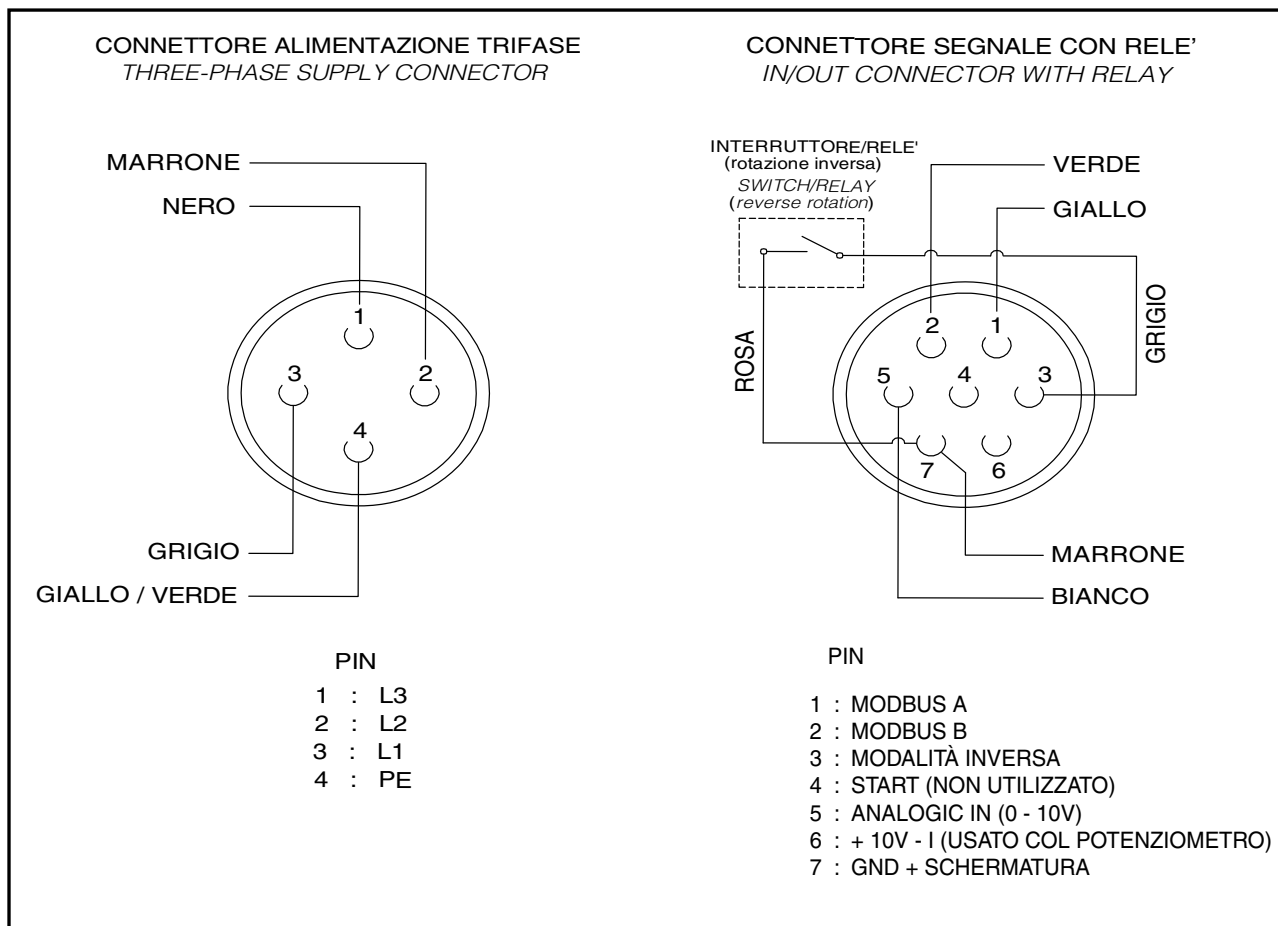 CONNETTORE ALIMENTAZIONE TRIFASE
THREE-PHASE SUPPLY CONNECTOR
MARRONE
NERO
1
3
2
4
GRIGIO
GIALLO / VERDE
PIN
1 : L3
2 : L2
3 : L1
4 : PE
CONNETTORE SEGNALE CON RELE'
IN/OUT CONNECTOR WITH RELAY
INTERRUTTORE/RELE'
(rotazione inversa)
SWITCH/RELAY
(reverse rotation)
VERDE
GIALLO
ROSA
GRIGIO
2
1
5
4
3
7
6
MARRONE
BIANCO
PIN
1 : MODBUS A
2 : MODBUS B
3 : MODALITÀ INVERSA
4 : START (NON UTILIZZATO)
5 : ANALOGIC IN (0 - 10V)
6 : + 10V - I (USATO COL POTENZIOMETRO)
7 : GND + SCHERMATURA